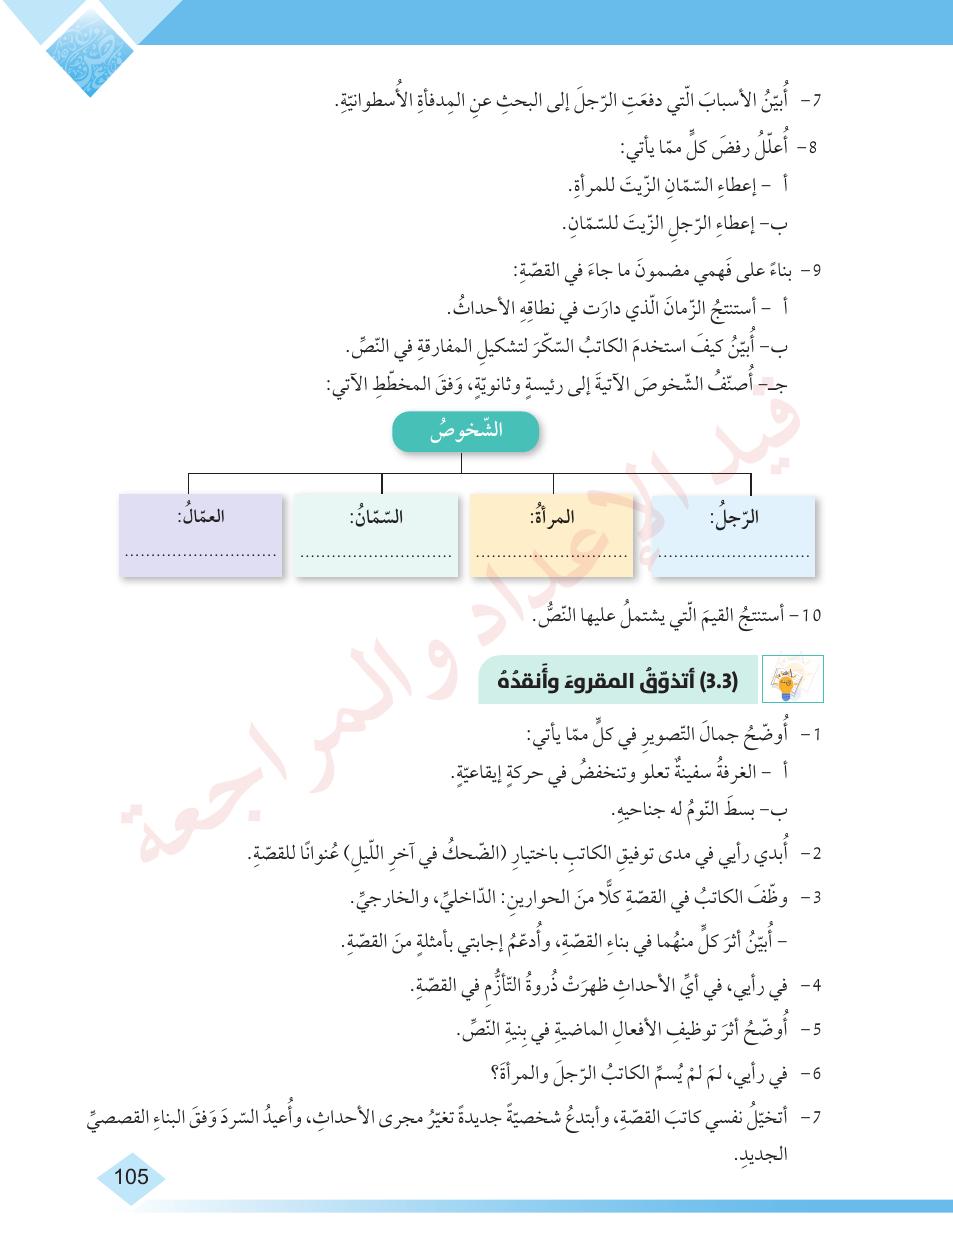 7- أُبيّنُ الأسبابَ الّتي دفعَتِ الرّجلَ إلى البحثِ عنِ المِدفأةِ الأُسطوانيّةِ.
8- أُعلّلُ رفضَ كلٍّ ممّا يأتي:
أ - إعطاءِ السّمّانِ الزّيتَ للمرأةِ.
ب- إعطاءِ الرّجلِ الزّيتَ للسّمّانِ.
9- بناءً على فَهمي مضمونَ ما جاءَ في القصّةِ:
أ - أستنتجُ الزّمانَ الّذي دارَت في نطاقِهِ الأحداثُ.
ب- أُبيّنُ كيفَ استخدمَ الكاتبُ السّكّرَ لتشكيلِ المفارقةِ في النّصِّ.
جـ- أُصنّفُ الشّخوصَ الآتيةَ إلى رئيسةٍ وثانويّةٍ، وَفقَ المخطّطِ الآتي:
الشّخوصُ
الرّجلُ: المرأةُ: السّمّانُ: العمّالُ:
............................. ............................. ............................. .............................
10- أستنتجُ القيمَ الّتي يشتملُ عليها النّصُّ.
(3.3) أتذوّقُ المقروءَ وأَنقدُهُ
1- أُوضّحُ جمالَ التّصويرِ في كلٍّ ممّا يأتي:
أ - الغرفةُ سفينةٌ تعلو وتنخفضُ في حركةٍ إيقاعيّةٍ.
ب- بسطَ النّومُ له جناحيهِ.
2- أُبدي رأيي في مدى توفيقِ الكاتبِ باختيارِ (الضّحكُ في آخرِ اللّيلِ) عُنوانًا للقصّةِ.
3- وظّفَ الكاتبُ في القصّةِ كلًّا منَ الحوارينِ: الدّاخليِّ، والخارجيِّ.
- أُبيّنُ أثرَ كلٍّ منهُما في بناءِ القصّةِ، وأُدعّمُ إجابتي بأمثلةٍ منَ القصّةِ.
4- في رأيي، في أيِّ الأحداثِ ظهرَتْ ذُروةُ التّأزُّمِ في القصّةِ.
5- أُوضّحُ أثرَ توظيفِ الأفعالِ الماضيةِ في بِنيةِ النّصِّ.
6- في رأيي، لمَ لمْ يُسمِّ الكاتبُ الرّجلَ والمرأةَ؟
7- أتخيّلُ نفسي كاتبَ القصّةِ، وأبتدعُ شخصيّةً جديدةً تغيّرُ مجرى الأحداثِ، وأُعيدُ السّردَ وَفقَ البناءِ القصصيِّ
الجديدِ.
105
قيد الإعداد والمراجعة